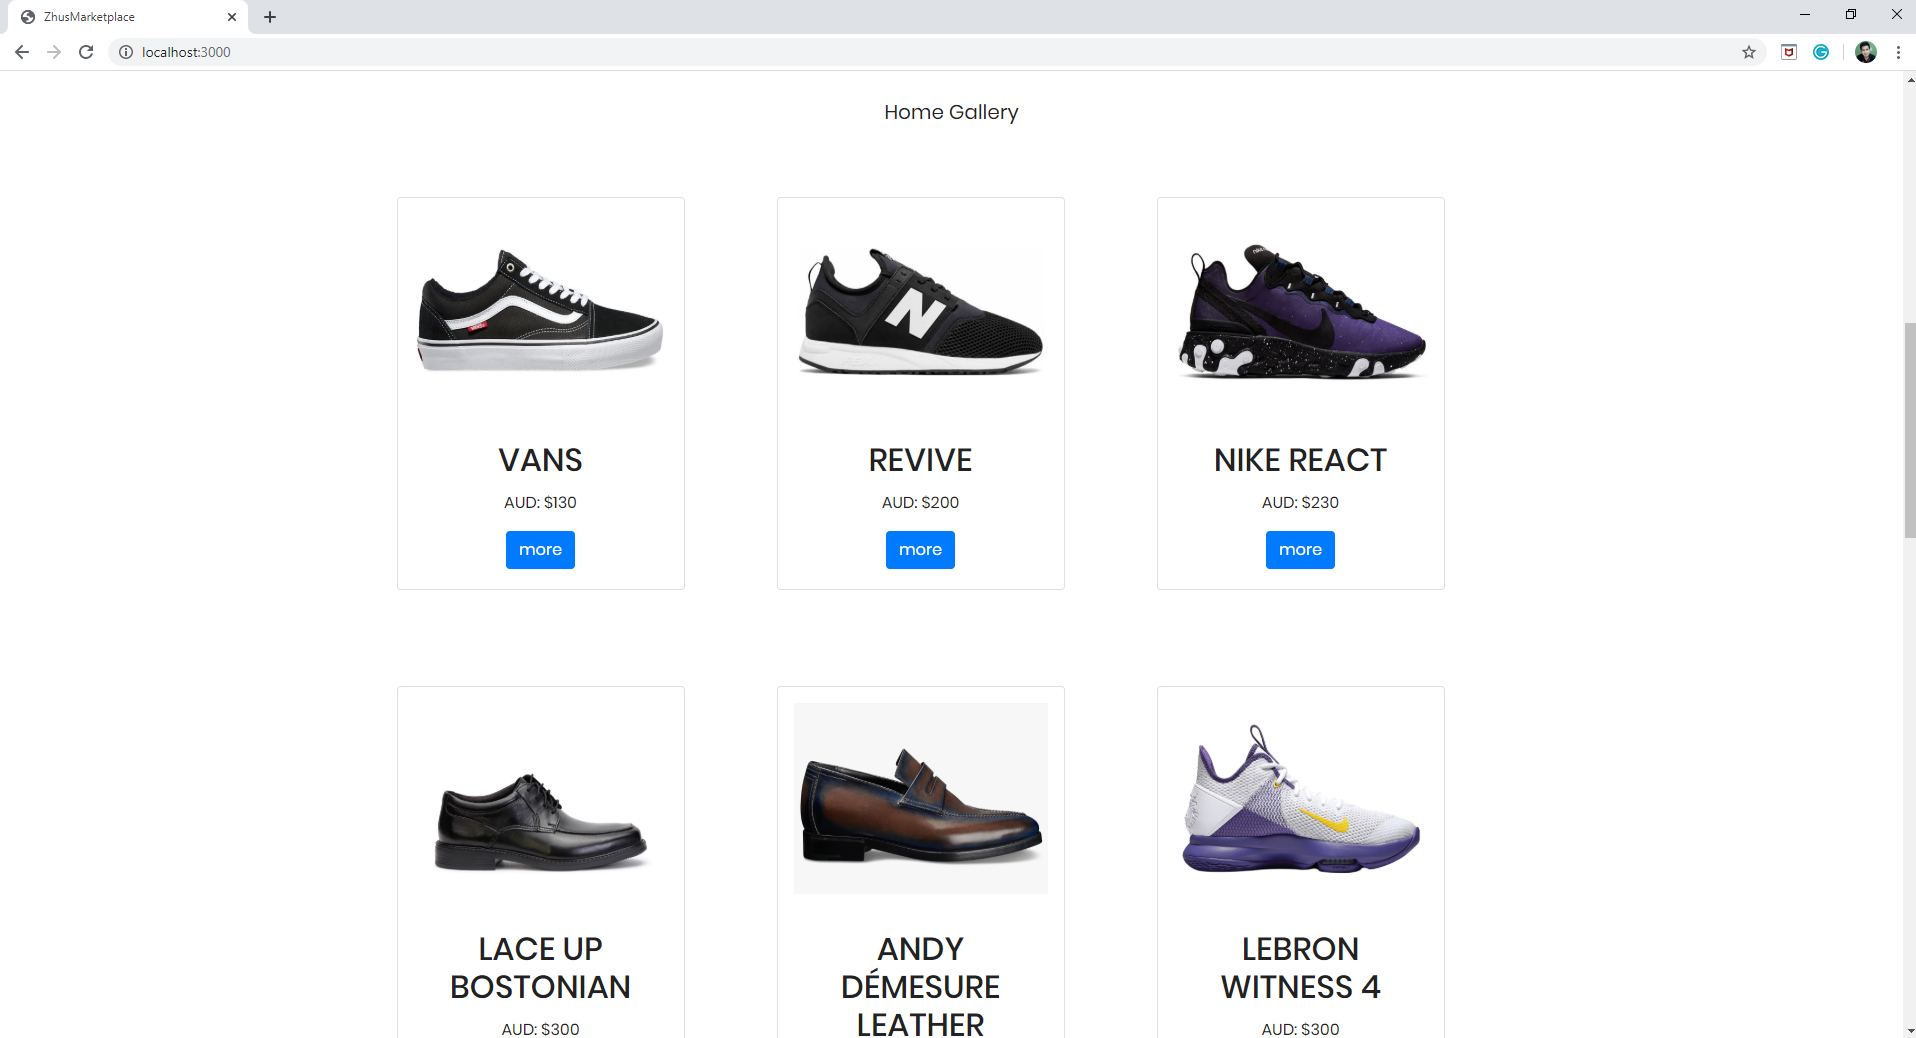 ZhusMarketplace
localhost:3000
Home Gallery
N
VANS
REVIVE
NIKE REACT
AUD: $130
AUD: $200
AUD: $230
more
more
more
LACE UP
BOSTONIAN
ANDY
DÉMESURE
LEATHER
LEBRON
WITNESS 4
AUD: $300
AUD: $300